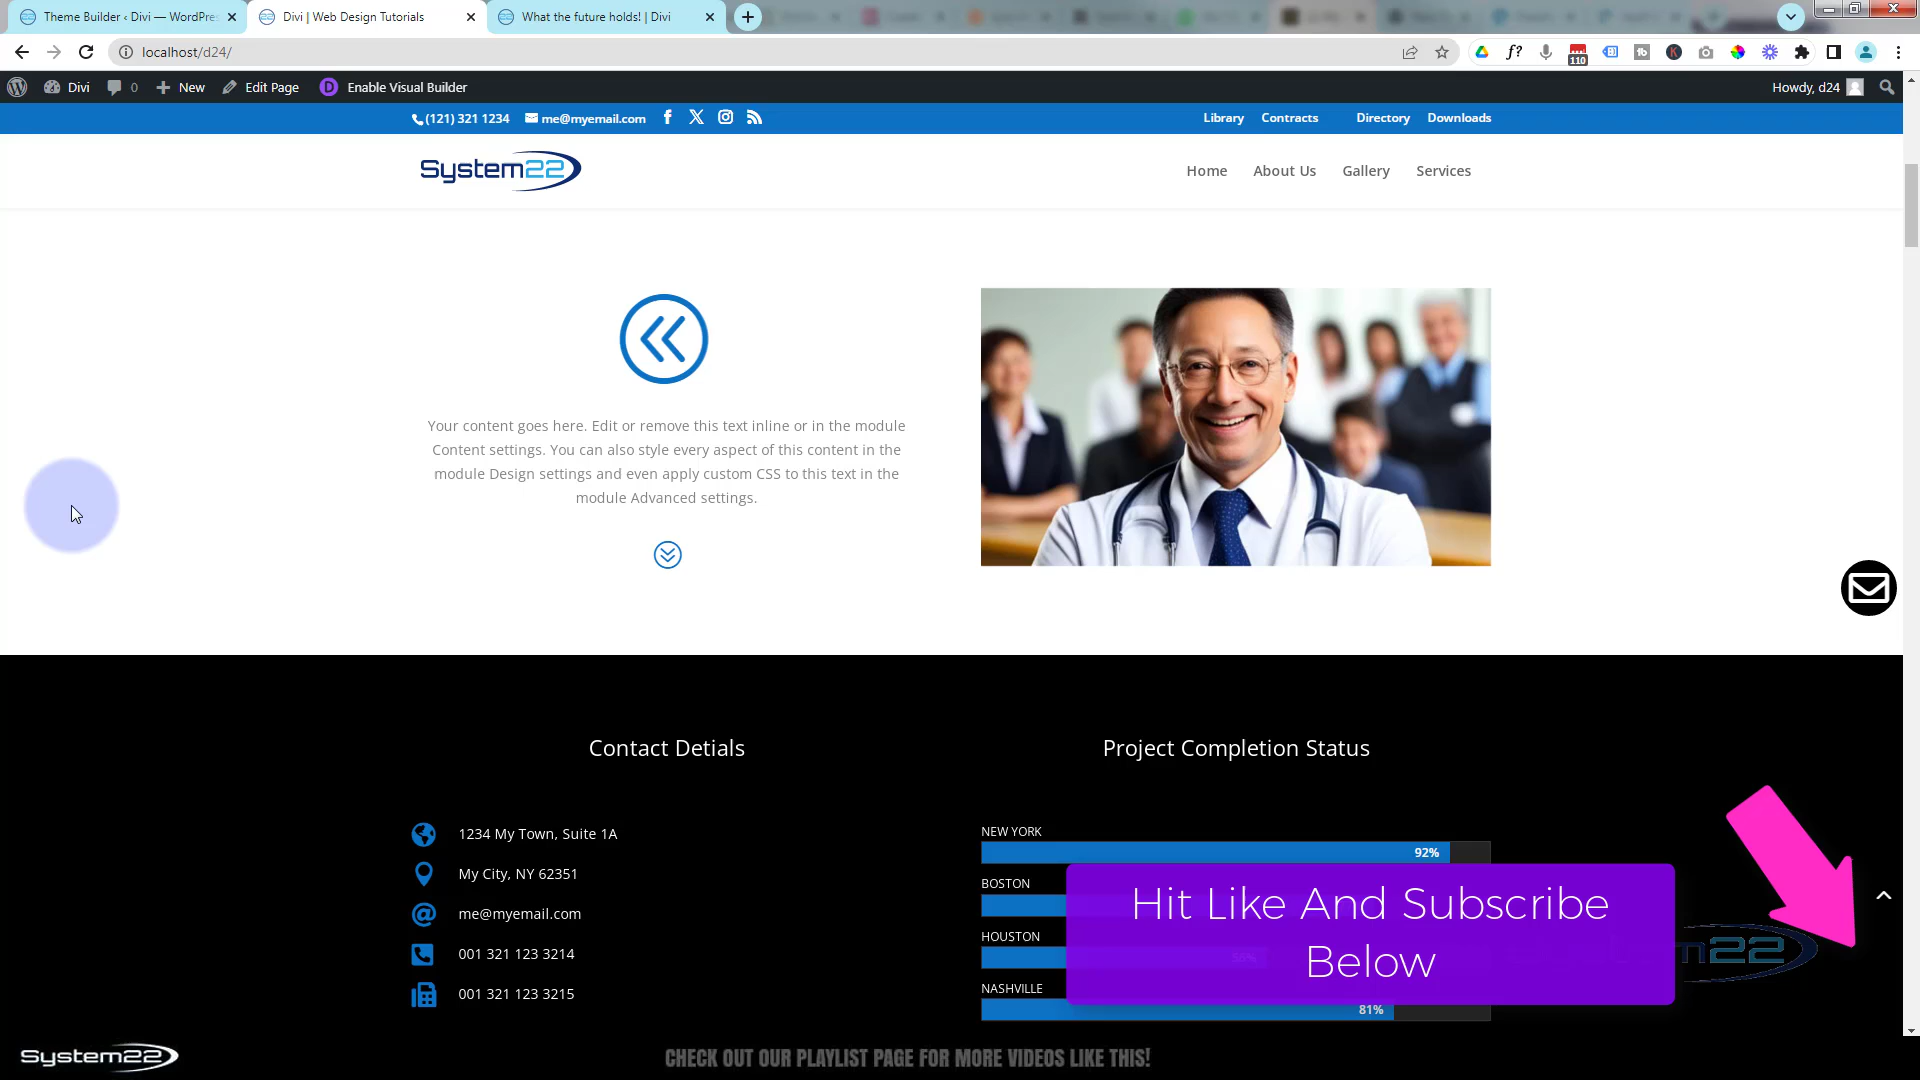 Theme Builder ‹ Divi — WordPres
Divi | Web Design Tutorials
What the future holds! | Divi
localhost/d24/
f?
110
tb
K
Divi
0
New
Edit Page
D
Enable Visual Builder
Howdy, d24
(121) 321 1234
me@myemail.com
Library
Contracts
Directory
Downloads
System22
Home
About Us
Gallery
Services
Your content goes here. Edit or remove this text inline or in the module
Content settings. You can also style every aspect of this content in the
module Design settings and even apply custom CSS to this text in the
module Advanced settings.
Contact Detials
Project Completion Status
1234 My Town, Suite 1A
My City, NY 62351
me@myemail.com
001 321 123 3214
001 321 123 3215
NEW YORK
92%
BOSTON
HOUSTON
56%
NASHVILLE
81%
Hit Like And Subscribe
Below
m22
System22
CHECK OUT OUR PLAYLIST PAGE FOR MORE VIDEOS LIKE THIS!